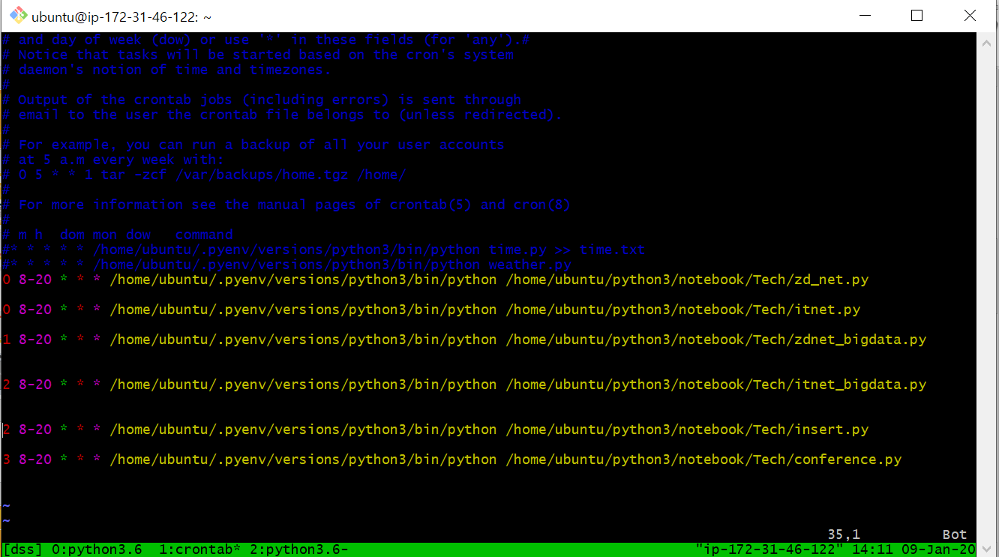 ubuntu@ip-172-31-46-122: ~
# and day of week (dow) or use '*' in these fields (for 'any').#
# Notice that tasks will be started based on the cron's system
# daemon's notion of time and timezones.
#
# Output of the crontab jobs (including errors) is sent through
# email to the user the crontab file belongs to (unless redirected).
#
# For example, you can run a backup of all your user accounts
# at 5 a.m every week with:
# 0 5 * * 1 tar -zcf /var/backups/home.tgz /home/
#
# For more information see the manual pages of crontab(5) and cron(8)
#
# m h  dom mon dow   command
#* * * * * /home/ubuntu/.pyenv/versions/python3/bin/python time.py >> time.txt
#* * * * * /home/ubuntu/.pyenv/versions/python3/bin/python weather.py
0 8-20 * * * /home/ubuntu/.pyenv/versions/python3/bin/python /home/ubuntu/python3/notebook/Tech/zd_net.py
0 8-20 * * * /home/ubuntu/.pyenv/versions/python3/bin/python /home/ubuntu/python3/notebook/Tech/itnet.py
1 8-20 * * * /home/ubuntu/.pyenv/versions/python3/bin/python /home/ubuntu/python3/notebook/Tech/zdnet_bigdata.py
2 8-20 * * * /home/ubuntu/.pyenv/versions/python3/bin/python /home/ubuntu/python3/notebook/Tech/itnet_bigdata.py
2 8-20 * * * /home/ubuntu/.pyenv/versions/python3/bin/python /home/ubuntu/python3/notebook/Tech/insert.py
3 8-20 * * * /home/ubuntu/.pyenv/versions/python3/bin/python /home/ubuntu/python3/notebook/Tech/conference.py
~
~
35,1 Bot
[dss] 0:python3.6  1:crontab* 2:python3.6- "ip-172-31-46-122" 14:11 09-Jan-20